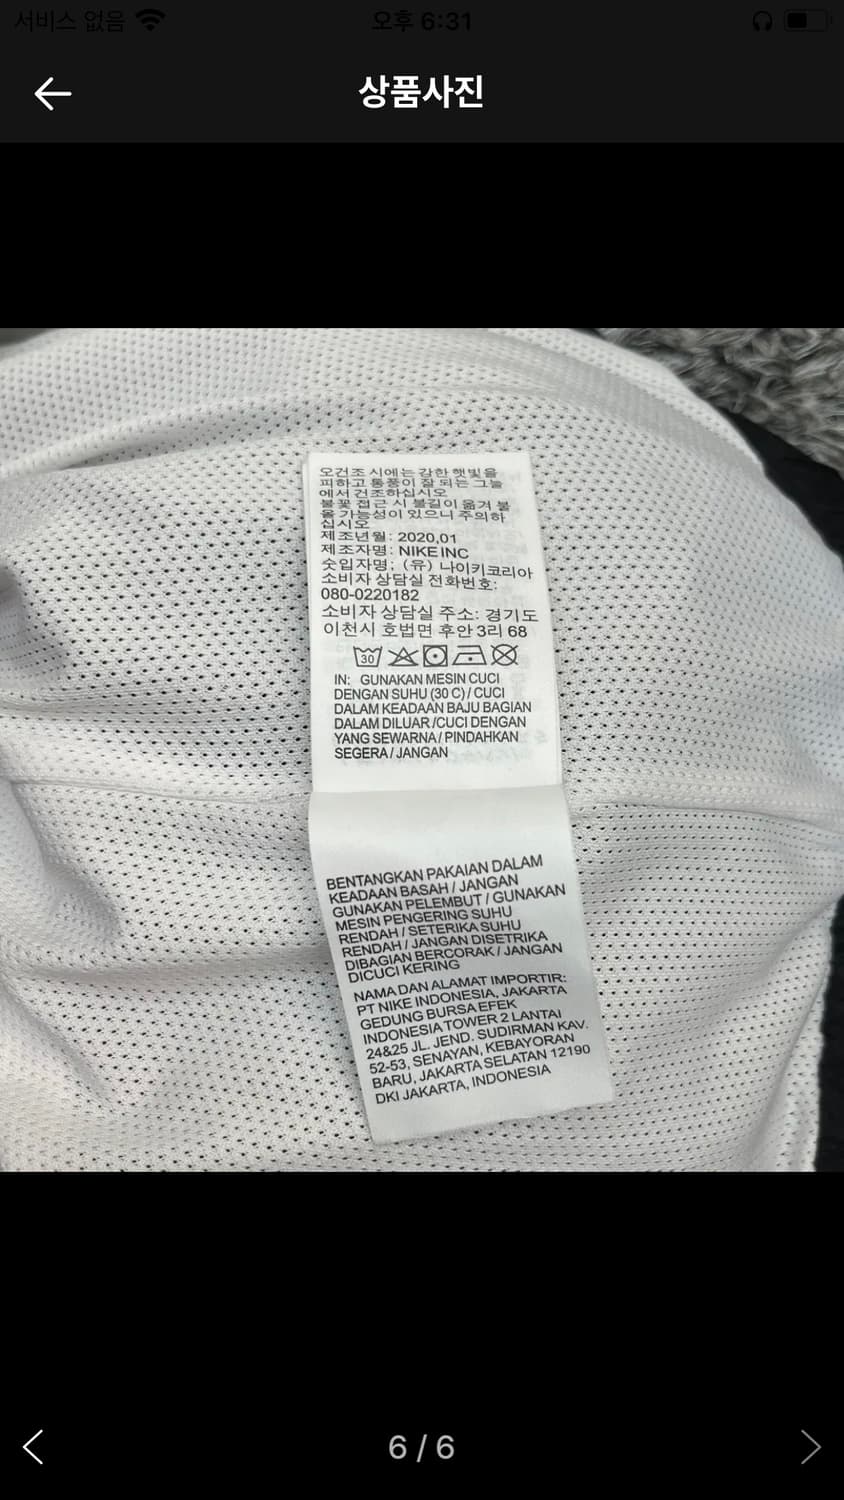 서비스 없음
오후 6:31
상품사진
오건조 시에는 강한 햇빛을
피하고 통풍이 잘 되는 그늘
에서 건조하십시오
불꽃 접근 시 불길이 옮겨 불
올 가능성이 있으니 주의하
십시오
제조년월: 2020,01
제조자명: NIKE INC
숫입자명; (유) 나이키코리아
소비자 상담실 전화번호:
080-0220182
소비자 상담실 주소: 경기도
이천시 호법면 후안 3리 68
30
IN: GUNAKAN MESIN CUCI
DENGAN SUHU (30 C) / CUCI
DALAM KEADAAN BAJU BAGIAN
DALAM DILUAR /CUCI DENGAN
YANG SEWARNA / PINDAHKAN
SEGERA / JANGAN
BENTANGKAN PAKAIAN DALAM
KEADAAN BASAH / JANGAN
GUNAKAN PELEMBUT / GUNAKAN
MESIN PENGERING SUHU
RENDAH / SETERIKA SUHU
RENDAH / JANGAN DISETRIKA
DIBAGIAN BERCORAK / JANGAN
DICUCI KERING
NAMA DAN ALAMAT IMPORTIR:
PT NIKE INDONESIA, JAKARTA
GEDUNG BURSA EFEK
INDONESIA TOWER 2 LANTAI
24&25 JL. JEND. SUDIRMAN KAV.
52-53, SENAYAN, KEBAYORAN
BARU, JAKARTA SELATAN 12190
DKI JAKARTA, INDONESIA
6 / 6